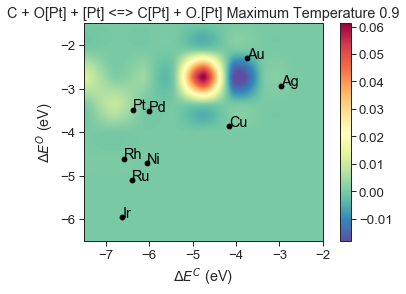 C + O[Pt] + [Pt] <=> C[Pt] + O.[Pt] Maximum Temperature 0.9
−2
−3
−4
−5
−6
ΔE^O (eV)
Au
Ag
Pt
Pd
Cu
Rh
Ni
Ru
Ir
−7
−6
−5
−4
−3
−2
ΔE^C (eV)
0.06
0.05
0.04
0.03
0.02
0.01
0.00
−0.01